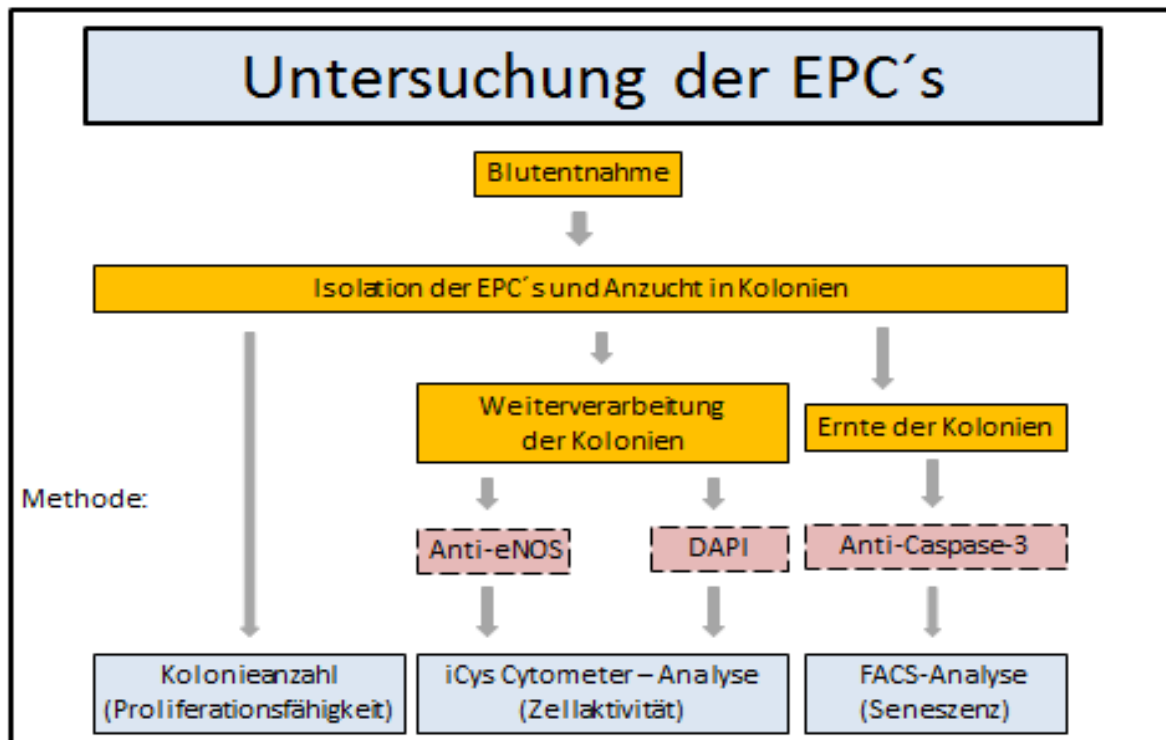 Untersuchung der EPC´s
Blutentnahme
Isolation der EPC´s und Anzucht in Kolonien
Weiterverarbeitung
der Kolonien
Ernte der Kolonien
Methode:
Anti-eNOS
DAPI
Anti-Caspase-3
Kolonieanzahl
(Proliferationsfähigkeit)
iCys Cytometer – Analyse
(Zellaktivität)
FACS-Analyse
(Seneszenz)